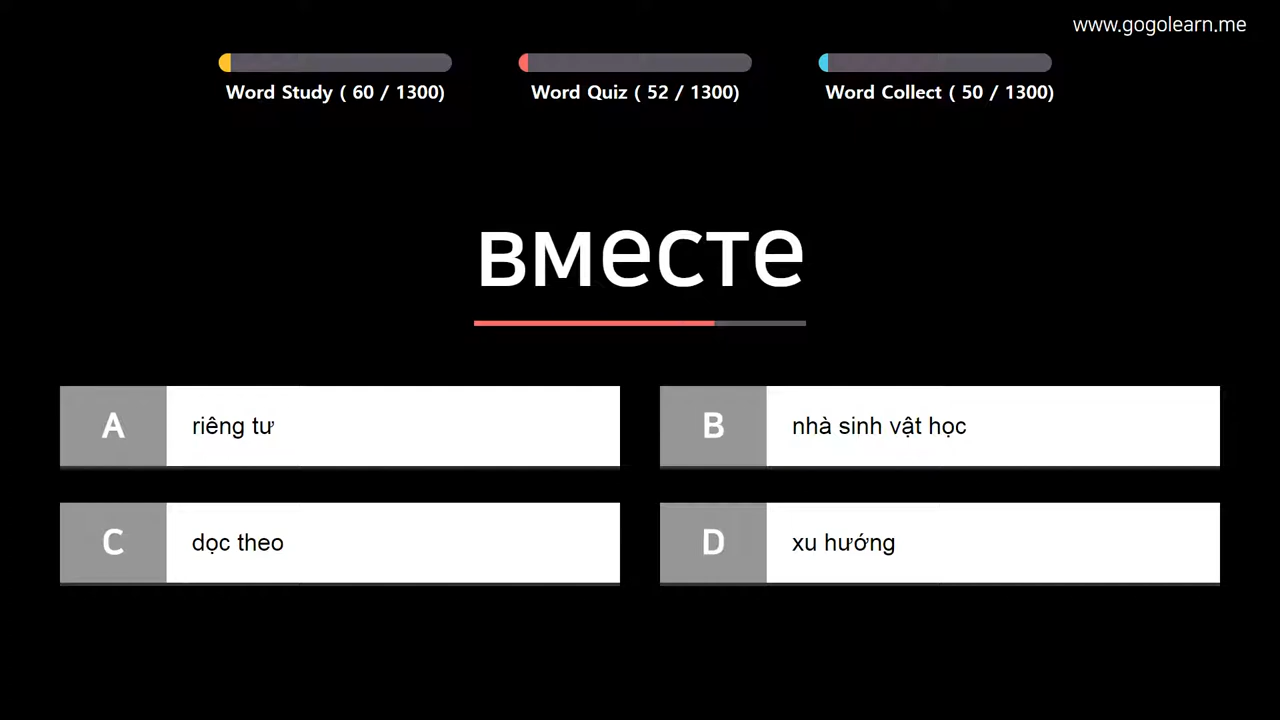 www.gogolearn.me
Word Study ( 60 / 1300)
Word Quiz ( 52 / 1300)
Word Collect ( 50 / 1300)
вместе
A riêng tư
B nhà sinh vật học
C dọc theo
D xu hướng